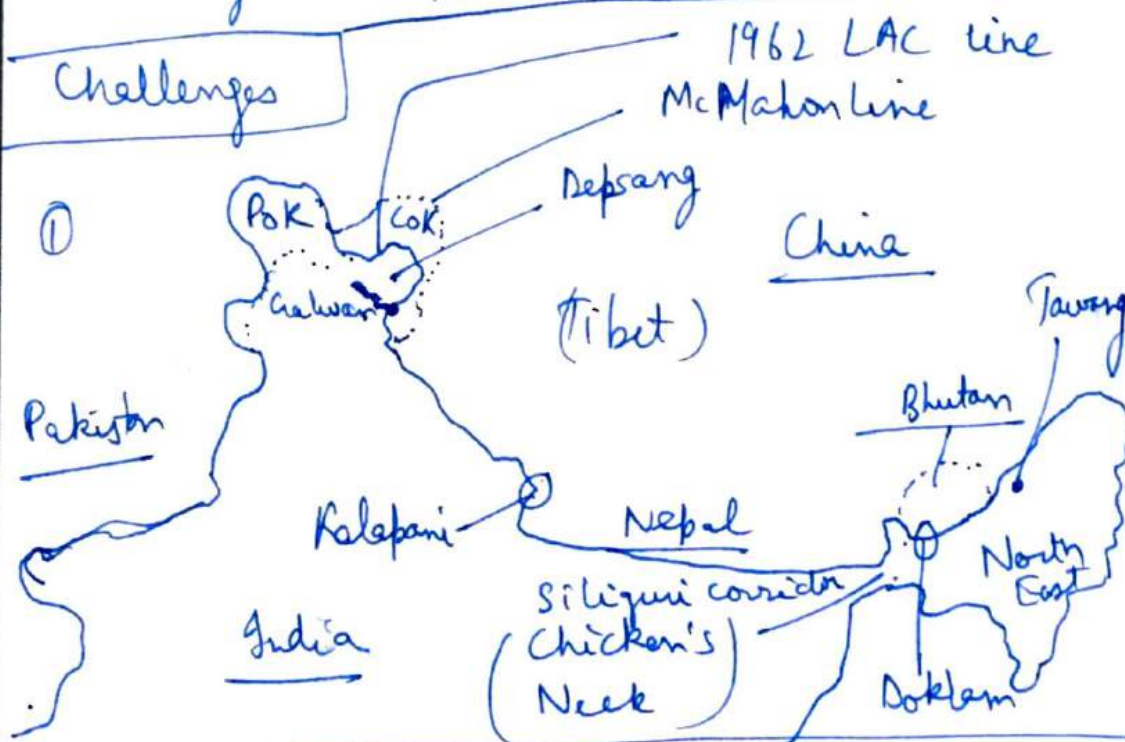 Challenges
1962 LAC line
McMahon Line
Depsang
①
PoK
CoK
China
Galwan
(Tibet)
Tawang
Pakistan
Bhutan
Kalapani
Nepal
North
East
Siliguri corridor
(Chicken's
Neck)
India
Doklam